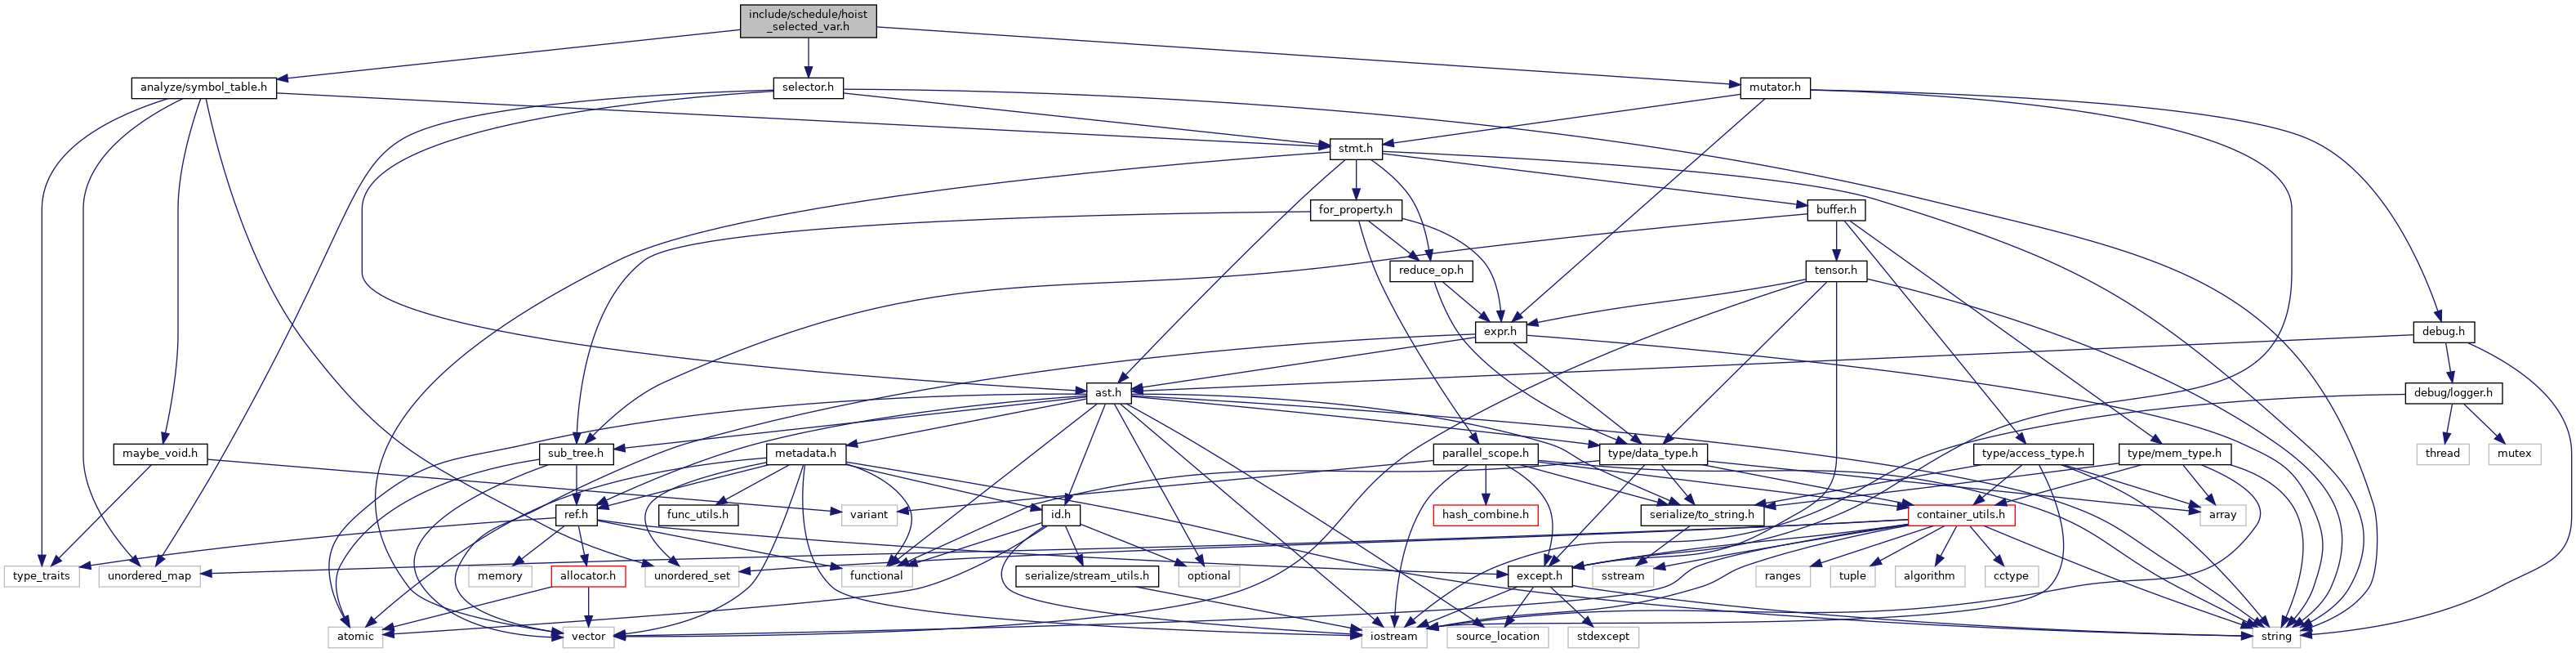 include/schedule/hoist
_selected_var.h
analyze/symbol_table.h
selector.h
mutator.h
stmt.h
for_property.h
buffer.h
reduce_op.h
tensor.h
expr.h
debug.h
ast.h
debug/logger.h
maybe_void.h
sub_tree.h
metadata.h
parallel_scope.h
type/data_type.h
type/access_type.h
type/mem_type.h
thread
mutex
ref.h
func_utils.h
variant
id.h
hash_combine.h
serialize/to_string.h
container_utils.h
array
type_traits
unordered_map
memory
allocator.h
unordered_set
functional
serialize/stream_utils.h
optional
except.h
sstream
ranges
tuple
algorithm
cctype
atomic
vector
iostream
source_location
stdexcept
string